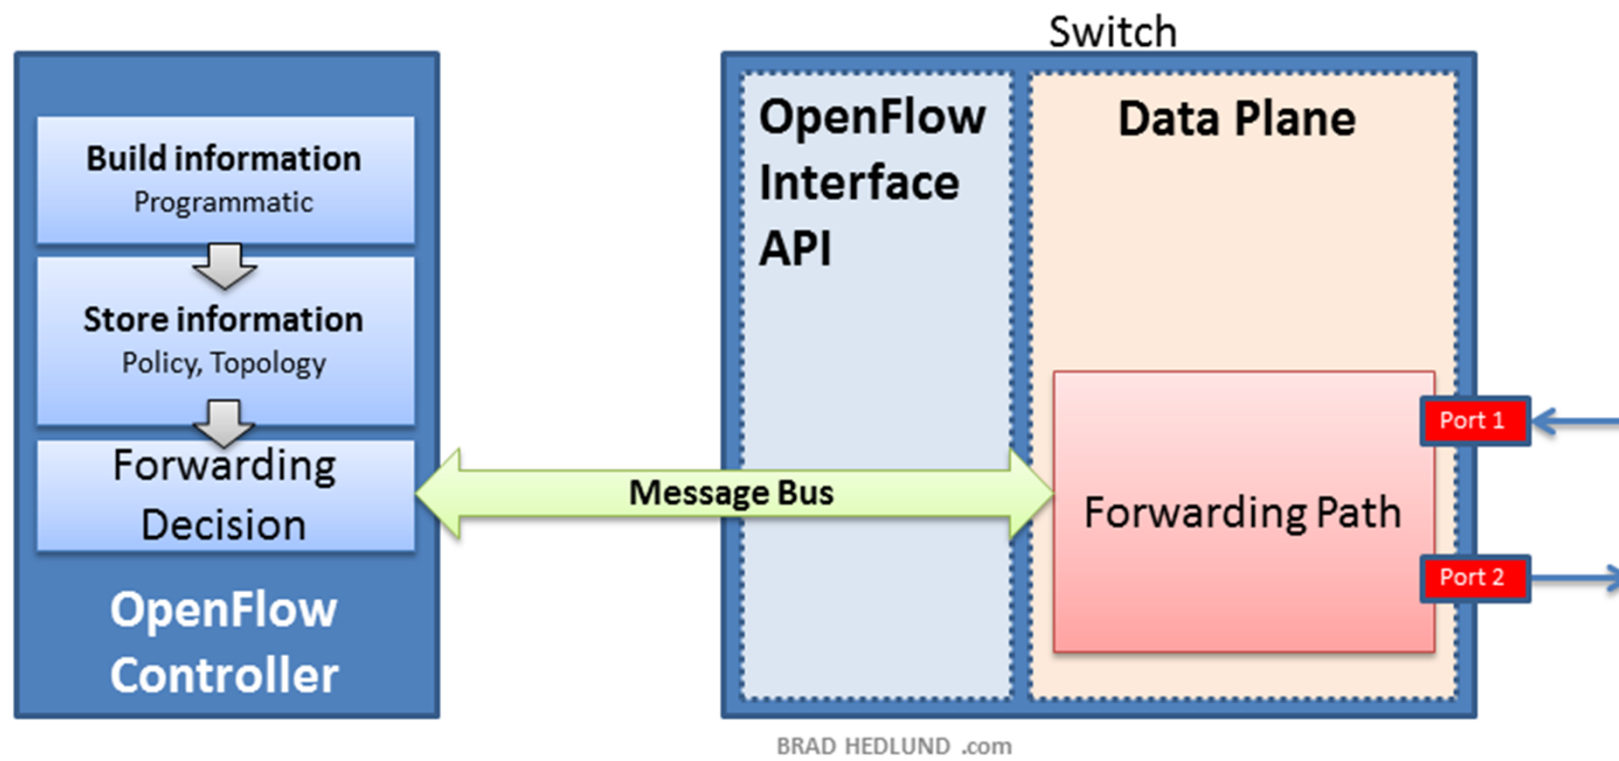 Switch
Build information
Programmatic
Store information
Policy, Topology
Forwarding
Decision
OpenFlow
Controller
Message Bus
OpenFlow
Interface
API
Data Plane
Forwarding Path
Port 1
Port 2
BRAD HEDLUND .com